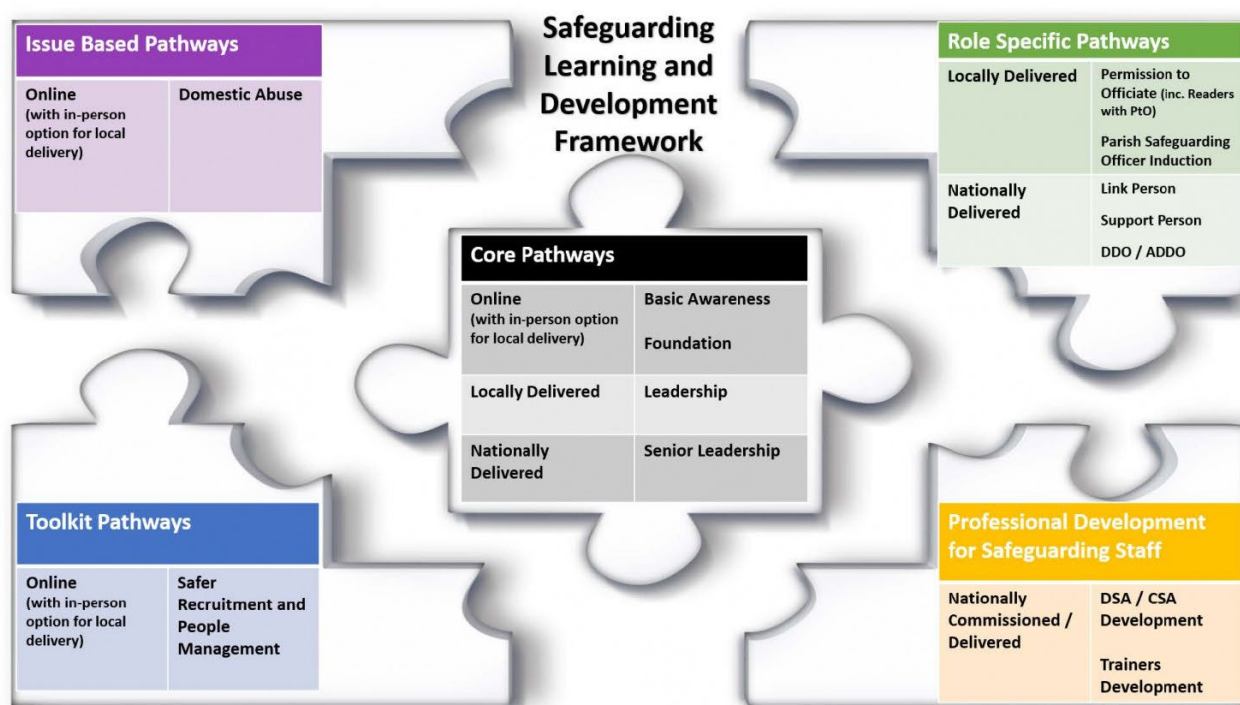 Safeguarding
Learning and
Development
Framework
Issue Based Pathways
Online
(with in-person
option for local
delivery)
Domestic Abuse
Role Specific Pathways
Locally Delivered
Permission to
Officiate (inc. Readers
with PtO)
Parish Safeguarding
Officer Induction
Nationally
Delivered
Link Person
Support Person
DDO / ADDO
Core Pathways
Online
(with in-person option
for local delivery)
Basic Awareness
Foundation
Locally Delivered
Leadership
Nationally
Delivered
Senior Leadership
Toolkit Pathways
Online
(with in-person
option for local
delivery)
Safer
Recruitment and
People
Management
Professional Development
for Safeguarding Staff
Nationally
Commissioned /
Delivered
DSA / CSA
Development
Trainers
Development